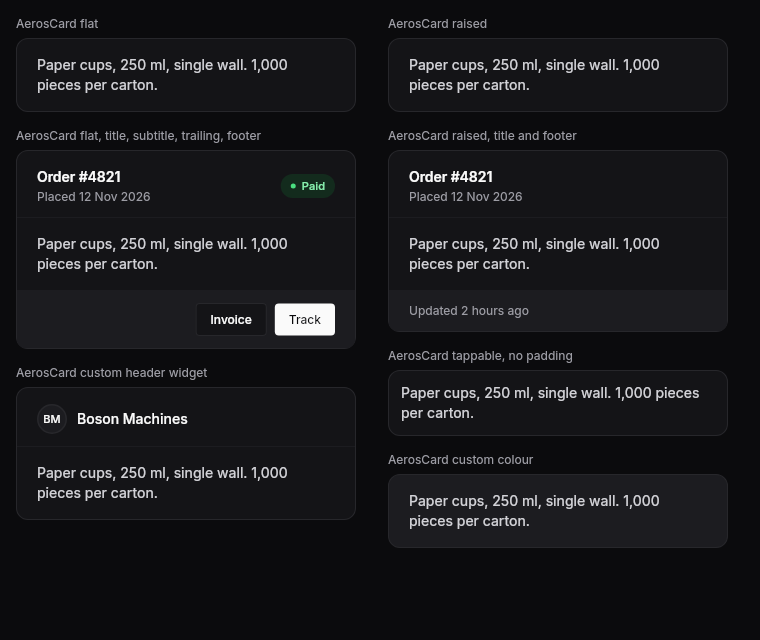 AerosCard flat
Paper cups, 250 ml, single wall. 1,000
pieces per carton.
AerosCard flat, title, subtitle, trailing, footer
Order #4821
Placed 12 Nov 2026
Paid
Paper cups, 250 ml, single wall. 1,000
pieces per carton.
Invoice
Track
AerosCard custom header widget
BM
Boson Machines
Paper cups, 250 ml, single wall. 1,000
pieces per carton.
AerosCard raised
Paper cups, 250 ml, single wall. 1,000
pieces per carton.
AerosCard raised, title and footer
Order #4821
Placed 12 Nov 2026
Paper cups, 250 ml, single wall. 1,000
pieces per carton.
Updated 2 hours ago
AerosCard tappable, no padding
Paper cups, 250 ml, single wall. 1,000 pieces
per carton.
AerosCard custom colour
Paper cups, 250 ml, single wall. 1,000
pieces per carton.